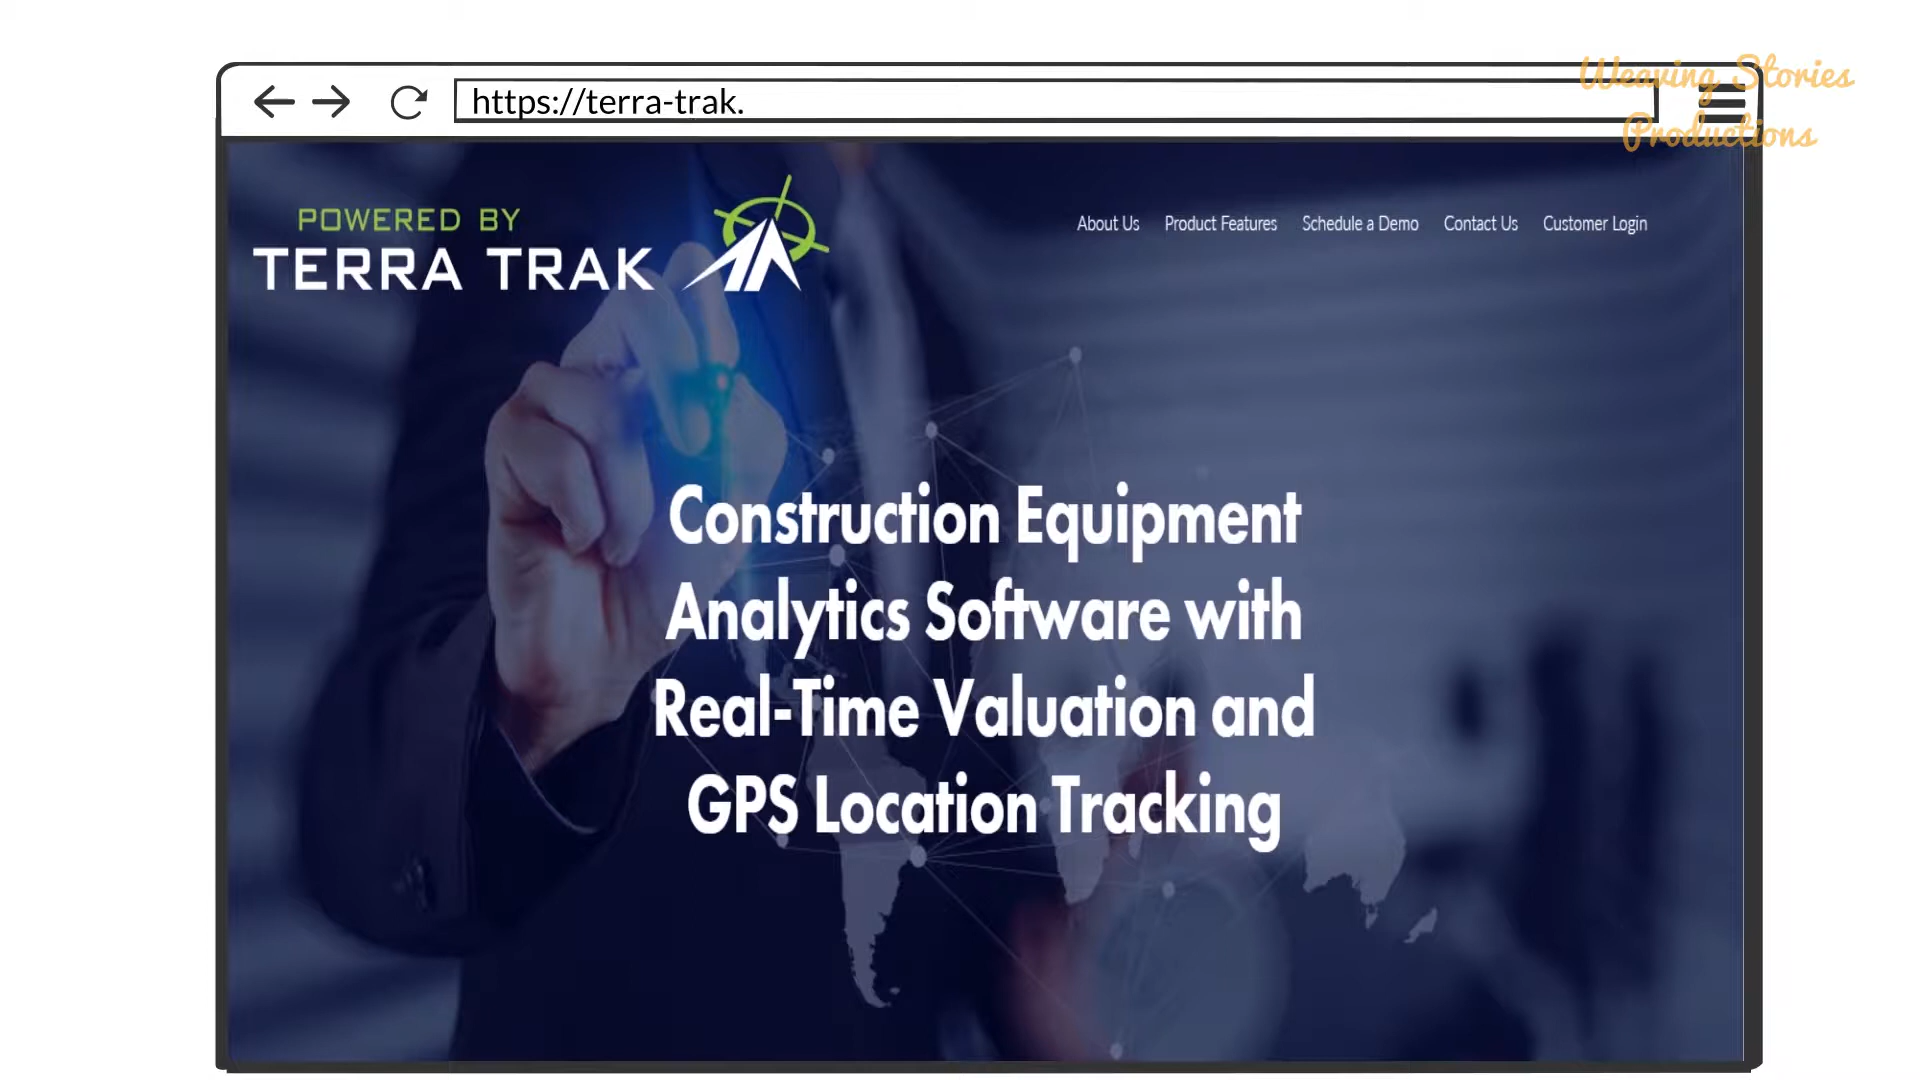 https://terra-trak.
Weaving Stories
Productions
POWERED BY
TERRA TRAK
About Us Product Features Schedule a Demo Contact Us Customer Login
Construction Equipment
Analytics Software with
Real-Time Valuation and
GPS Location Tracking